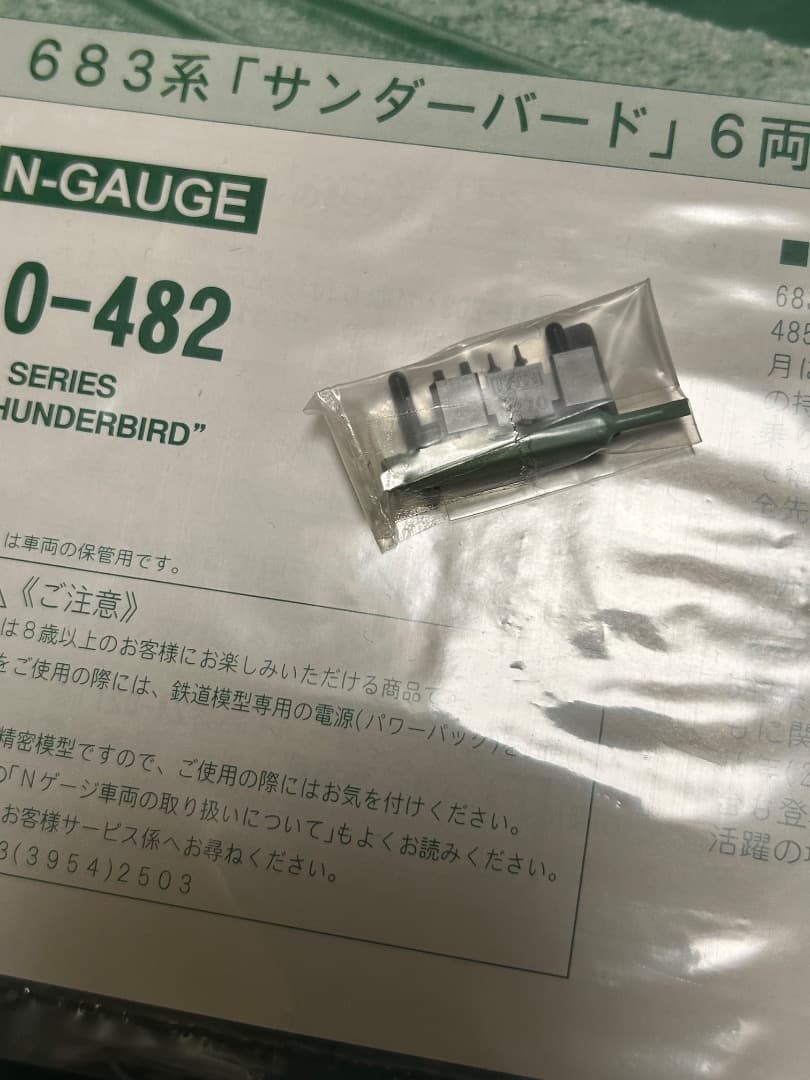 683系「サンダーバード」6両
N-GAUGE
0-482
SERIES
HUNDERBIRD”
は車両の保管用です。
《ご注意》
は8歳以上のお客様にお楽しみいただける商品で
をご使用の際には、鉄道模型専用の電源(パワーパック)
精密模型ですので、ご使用の際にはお気を付けください。
「Nゲージ車両の取り扱いについて」もよくお読みください。
お客様サービス係へお尋ねください。
3(3954)2503
■
683
485
月は
の特
に関
も登
活躍の